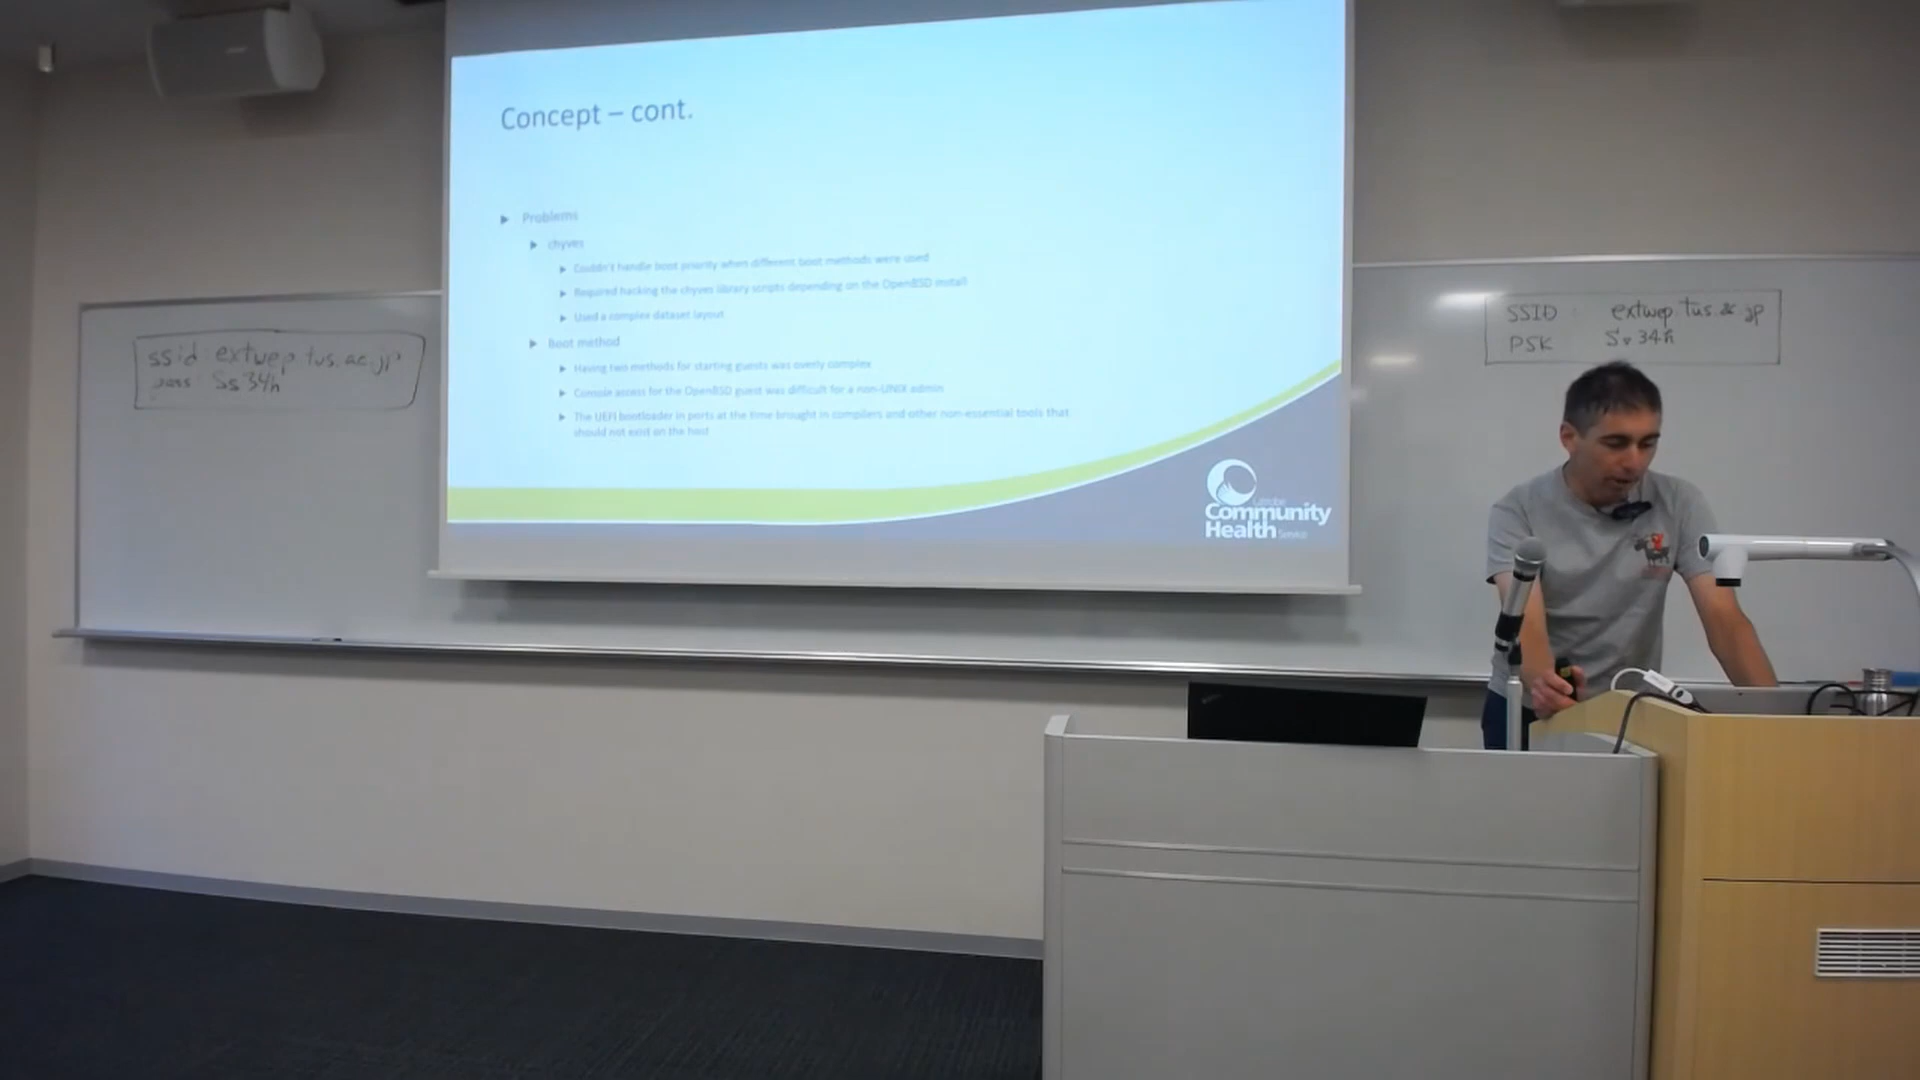 Concept – cont.
Problems
chyves
Couldn't handle boot priority when different boot methods were used
Required hacking the chyves library scripts depending on the OpenBSD install
Used a complex dataset layout
Boot method
Having two methods for starting guests was overly complex
Console access for the OpenBSD guest was difficult for a non-UNIX admin
The UEFI bootloader in ports at the time brought in compilers and other non-essential tools that
should not exist on the host
Latrobe
Community
Health Service
ssid: extwep.tus.ac.jp
pass: Ss34h
SSID extwep.tus.ac.jp
PSK